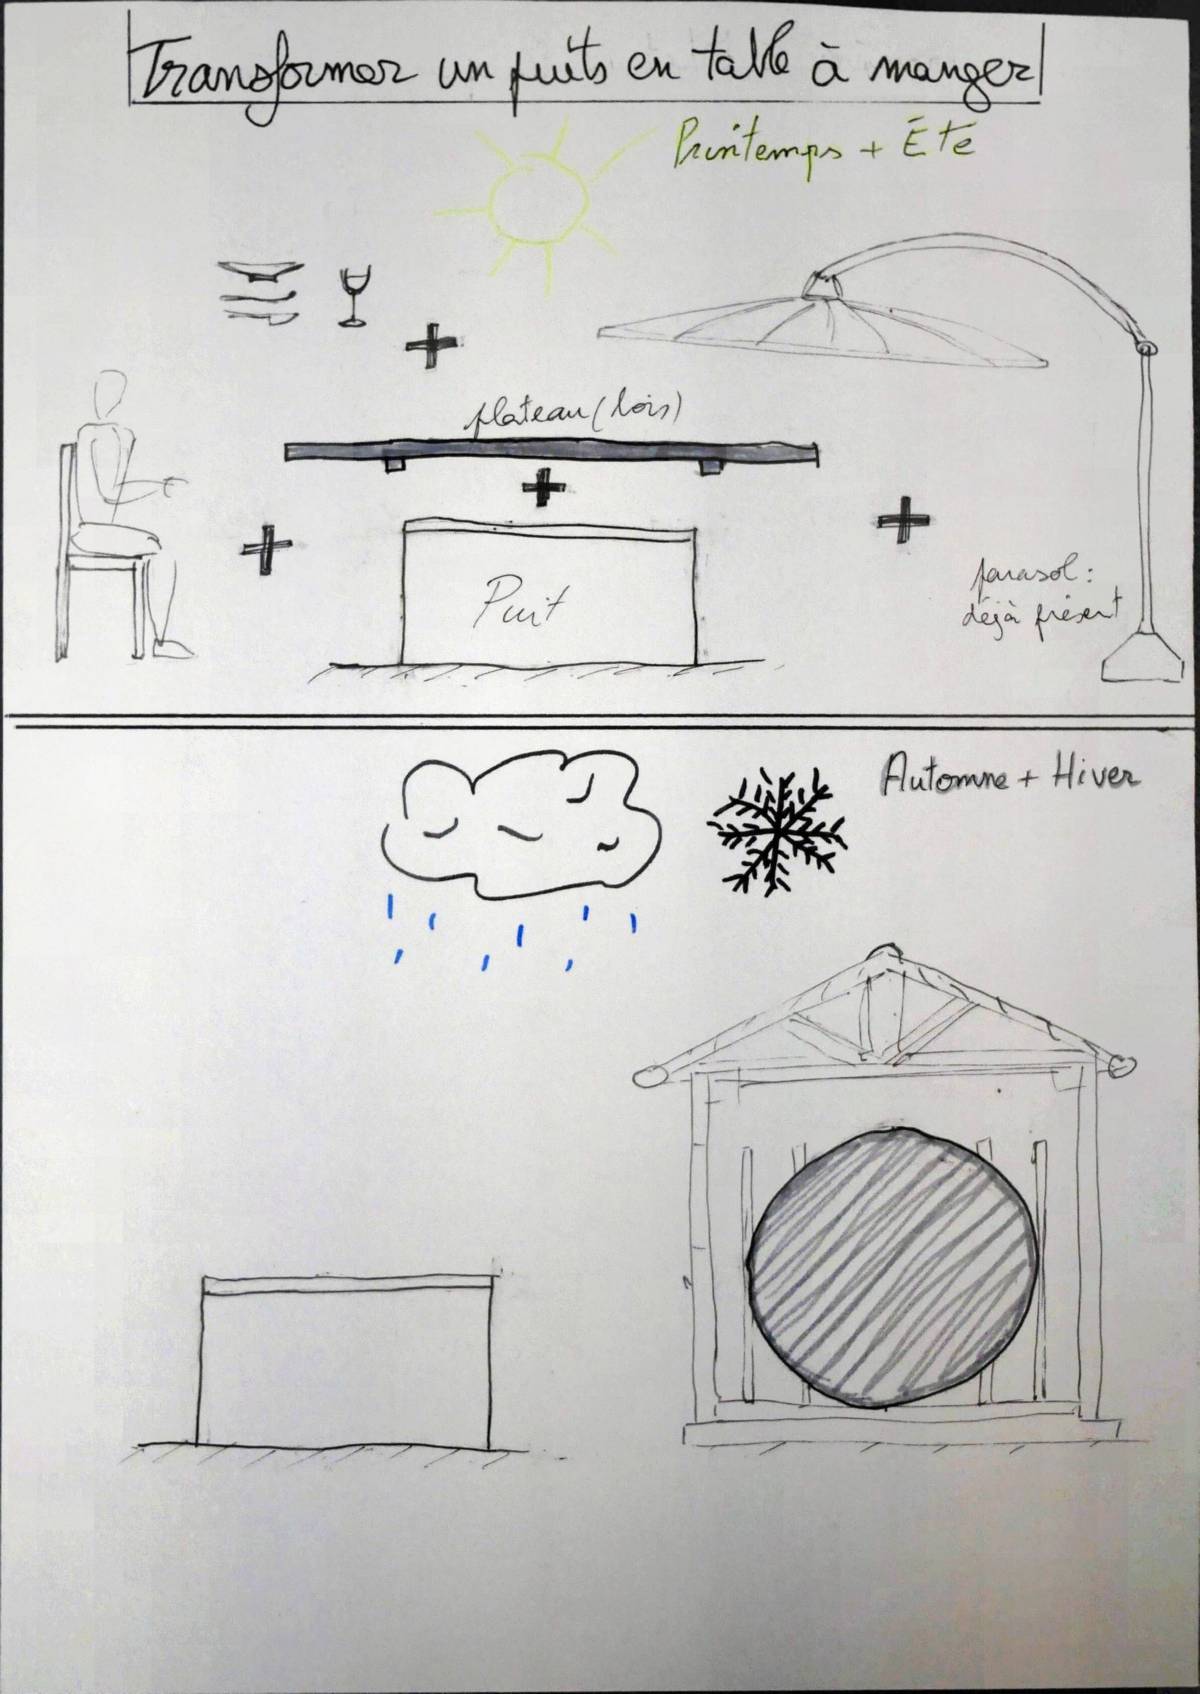 Transformer un puits en table à manger
Printemps + Été
plateau (bois)
Puit
parasol :
déjà présent
Automne + Hiver